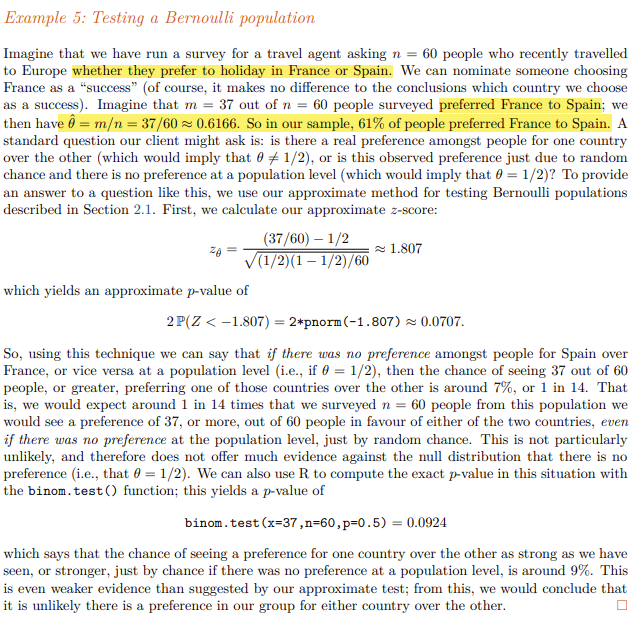 Example 5: Testing a Bernoulli population
Imagine that we have run a survey for a travel agent asking n = 60 people who recently travelled
to Europe whether they prefer to holiday in France or Spain. We can nominate someone choosing
France as a “success” (of course, it makes no difference to the conclusions which country we choose
as a success). Imagine that m = 37 out of n = 60 people surveyed preferred France to Spain; we
then have θ̂ = m/n = 37/60 ≈ 0.6166. So in our sample, 61% of people preferred France to Spain. A
standard question our client might ask is: is there a real preference amongst people for one country
over the other (which would imply that θ ≠ 1/2), or is this observed preference just due to random
chance and there is no preference at a population level (which would imply that θ = 1/2)? To provide
an answer to a question like this, we use our approximate method for testing Bernoulli populations
described in Section 2.1. First, we calculate our approximate z-score:
z_θ̂ = ((37/60) − 1/2) / √((1/2)(1 − 1/2)/60) ≈ 1.807
which yields an approximate p-value of
2 ℙ(Z < −1.807) = 2*pnorm(-1.807) ≈ 0.0707.
So, using this technique we can say that if there was no preference amongst people for Spain over
France, or vice versa at a population level (i.e., if θ = 1/2), then the chance of seeing 37 out of 60
people, or greater, preferring one of those countries over the other is around 7%, or 1 in 14. That
is, we would expect around 1 in 14 times that we surveyed n = 60 people from this population we
would see a preference of 37, or more, out of 60 people in favour of either of the two countries, even
if there was no preference at the population level, just by random chance. This is not particularly
unlikely, and therefore does not offer much evidence against the null distribution that there is no
preference (i.e., that θ = 1/2). We can also use R to compute the exact p-value in this situation with
the binom.test() function; this yields a p-value of
binom.test(x=37,n=60,p=0.5) = 0.0924
which says that the chance of seeing a preference for one country over the other as strong as we have
seen, or stronger, just by chance if there was no preference at a population level, is around 9%. This
is even weaker evidence than suggested by our approximate test; from this, we would conclude that
it is unlikely there is a preference in our group for either country over the other. □